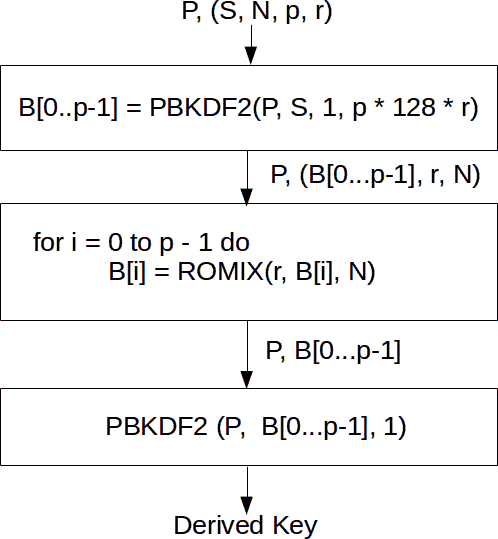 P, (S, N, p, r)
B[0..p-1] = PBKDF2(P, S, 1, p * 128 * r)
P, (B[0...p-1], r, N)
for i = 0 to p - 1 do
B[i] = ROMIX(r, B[i], N)
P, B[0...p-1]
PBKDF2 (P, B[0...p-1], 1)
Derived Key